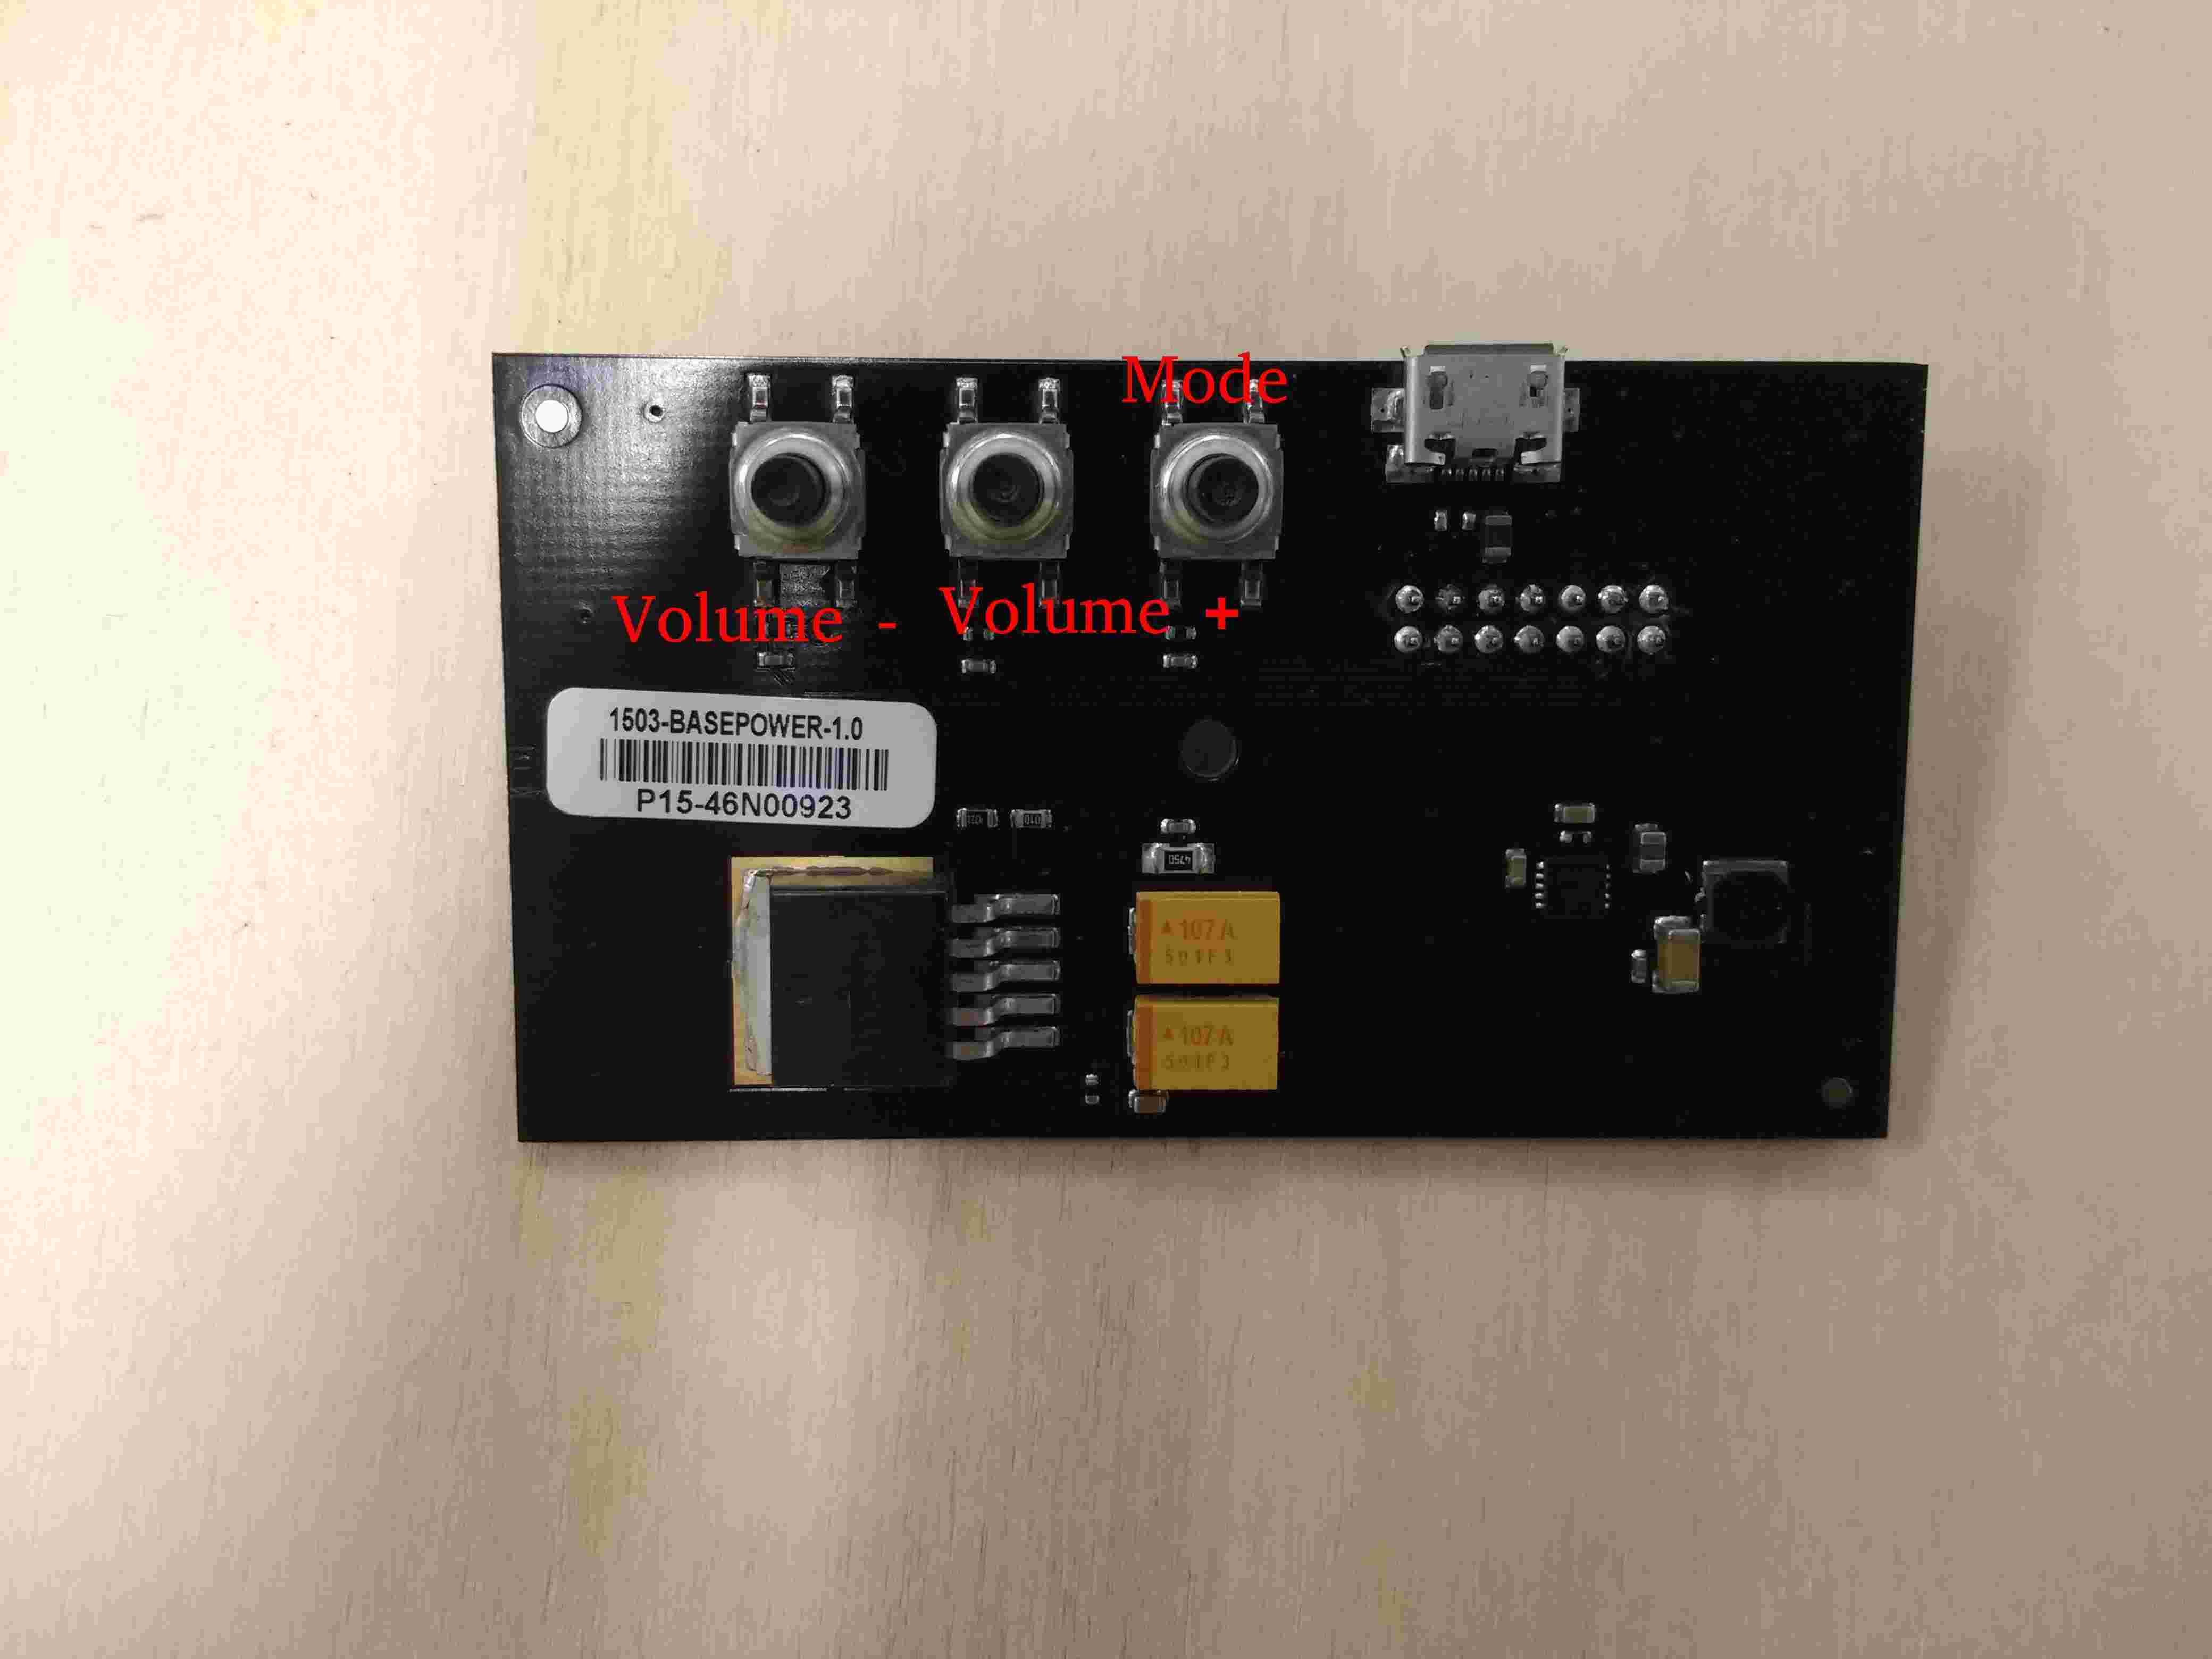 Mode
Volume - Volume +
1503-BASEPOWER-1.0
P15-46N00923
107A
107A